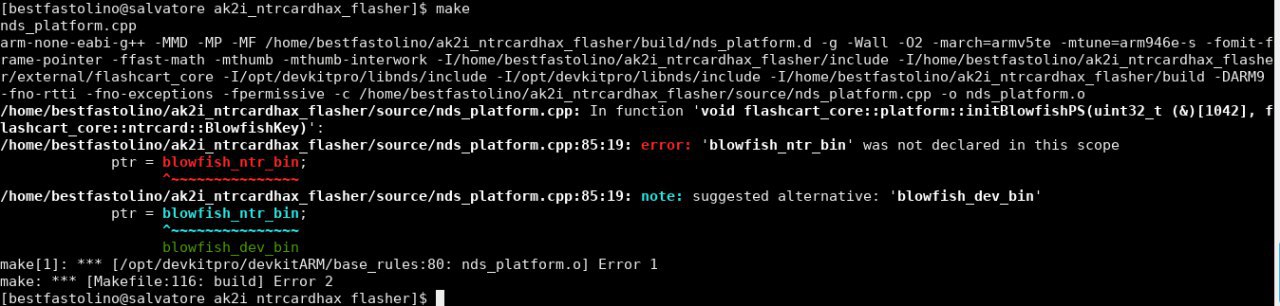 [bestfastolino@salvatore ak2i_ntrcardhax_flasher]$ make
nds_platform.cpp
arm-none-eabi-g++ -MMD -MP -MF /home/bestfastolino/ak2i_ntrcardhax_flasher/build/nds_platform.d -g -Wall -O2 -march=armv5te -mtune=arm946e-s -fomit-f
rame-pointer -ffast-math -mthumb -mthumb-interwork -I/home/bestfastolino/ak2i_ntrcardhax_flasher/include -I/home/bestfastolino/ak2i_ntrcardhax_flashe
r/external/flashcart_core -I/opt/devkitpro/libnds/include -I/opt/devkitpro/libnds/include -I/home/bestfastolino/ak2i_ntrcardhax_flasher/build -DARM9
-fno-rtti -fno-exceptions -fpermissive -c /home/bestfastolino/ak2i_ntrcardhax_flasher/source/nds_platform.cpp -o nds_platform.o
/home/bestfastolino/ak2i_ntrcardhax_flasher/source/nds_platform.cpp: In function 'void flashcart_core::platform::initBlowfishPS(uint32_t (&)[1042], f
lashcart_core::ntrcard::BlowfishKey)':
/home/bestfastolino/ak2i_ntrcardhax_flasher/source/nds_platform.cpp:85:19: error: 'blowfish_ntr_bin' was not declared in this scope
ptr = blowfish_ntr_bin;
^~~~~~~~~~~~~~~~
/home/bestfastolino/ak2i_ntrcardhax_flasher/source/nds_platform.cpp:85:19: note: suggested alternative: 'blowfish_dev_bin'
ptr = blowfish_ntr_bin;
^~~~~~~~~~~~~~~~
blowfish_dev_bin
make[1]: *** [/opt/devkitpro/devkitARM/base_rules:80: nds_platform.o] Error 1
make: *** [Makefile:116: build] Error 2
[bestfastolino@salvatore ak2i_ntrcardhax_flasher]$